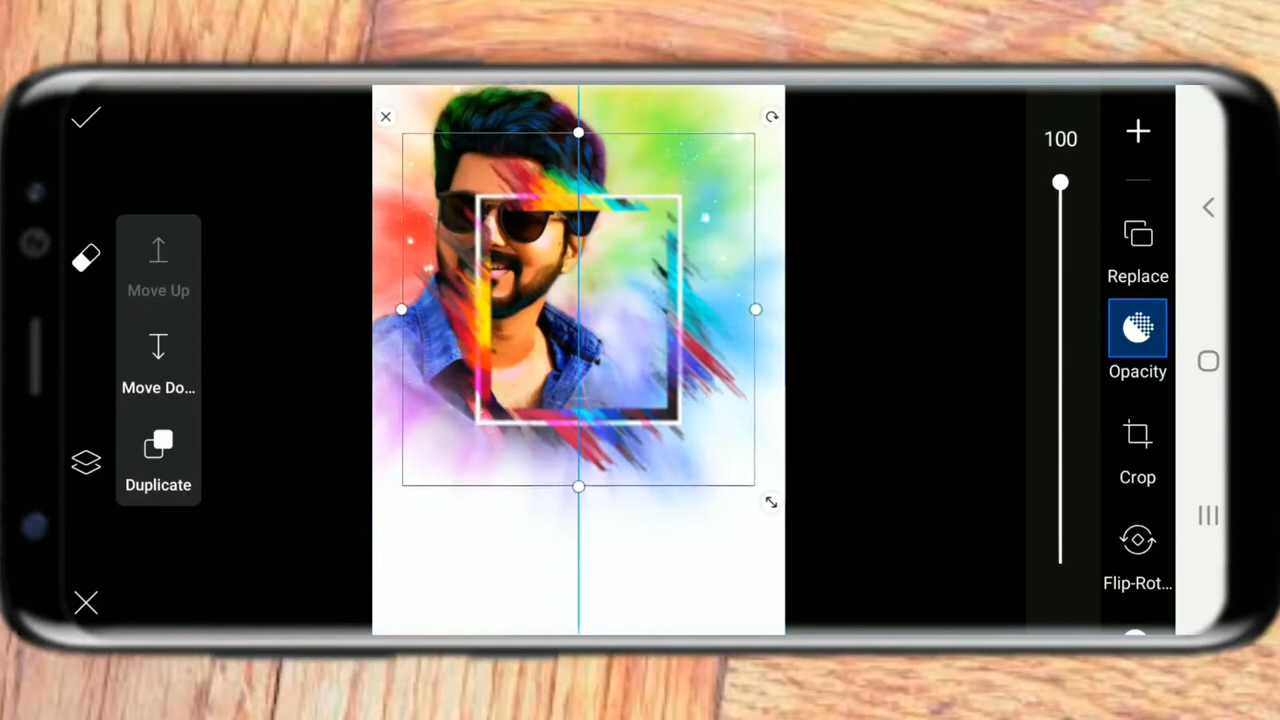 Move Up
Move Do...
Duplicate
100
Replace
Opacity
Crop
Flip-Rot...